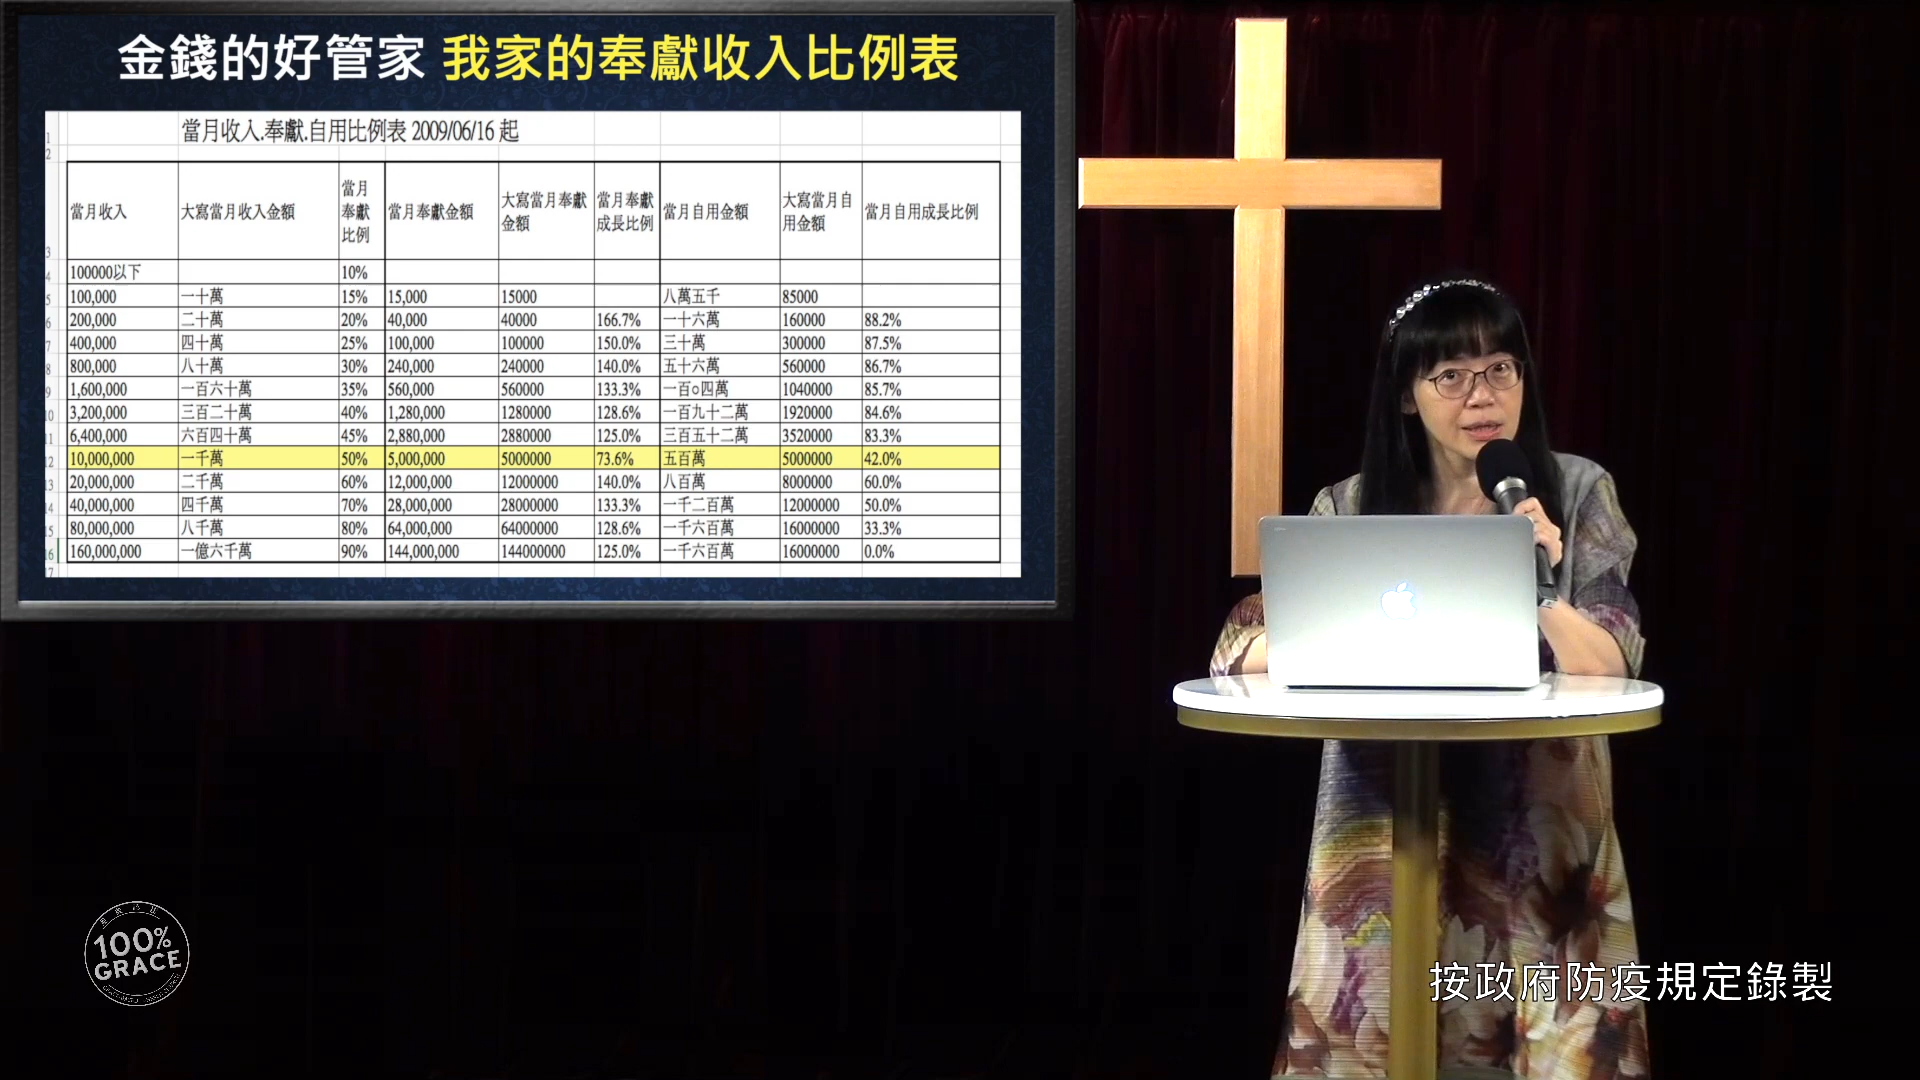 金錢的好管家 我家的奉獻收入比例表
當月收入.奉獻.自用比例表 2009/06/16 起
當月收入 大寫當月收入金額 當月奉獻比例 當月奉獻金額 大寫當月奉獻金額 當月奉獻成長比例 當月自用金額 大寫當月自用金額 當月自用成長比例
100000以下 10%
100,000 一十萬 15% 15,000 15000 八萬五千 85000
200,000 二十萬 20% 40,000 40000 166.7% 一十六萬 160000 88.2%
400,000 四十萬 25% 100,000 100000 150.0% 三十萬 300000 87.5%
800,000 八十萬 30% 240,000 240000 140.0% 五十六萬 560000 86.7%
1,600,000 一百六十萬 35% 560,000 560000 133.3% 一百○四萬 1040000 85.7%
3,200,000 三百二十萬 40% 1,280,000 1280000 128.6% 一百九十二萬 1920000 84.6%
6,400,000 六百四十萬 45% 2,880,000 2880000 125.0% 三百五十二萬 3520000 83.3%
10,000,000 一千萬 50% 5,000,000 5000000 73.6% 五百萬 5000000 42.0%
20,000,000 二千萬 60% 12,000,000 12000000 140.0% 八百萬 8000000 60.0%
40,000,000 四千萬 70% 28,000,000 28000000 133.3% 一千二百萬 12000000 50.0%
80,000,000 八千萬 80% 64,000,000 64000000 128.6% 一千六百萬 16000000 33.3%
160,000,000 一億六千萬 90% 144,000,000 144000000 125.0% 一千六百萬 16000000 0.0%
100%
GRACE
按政府防疫規定錄製